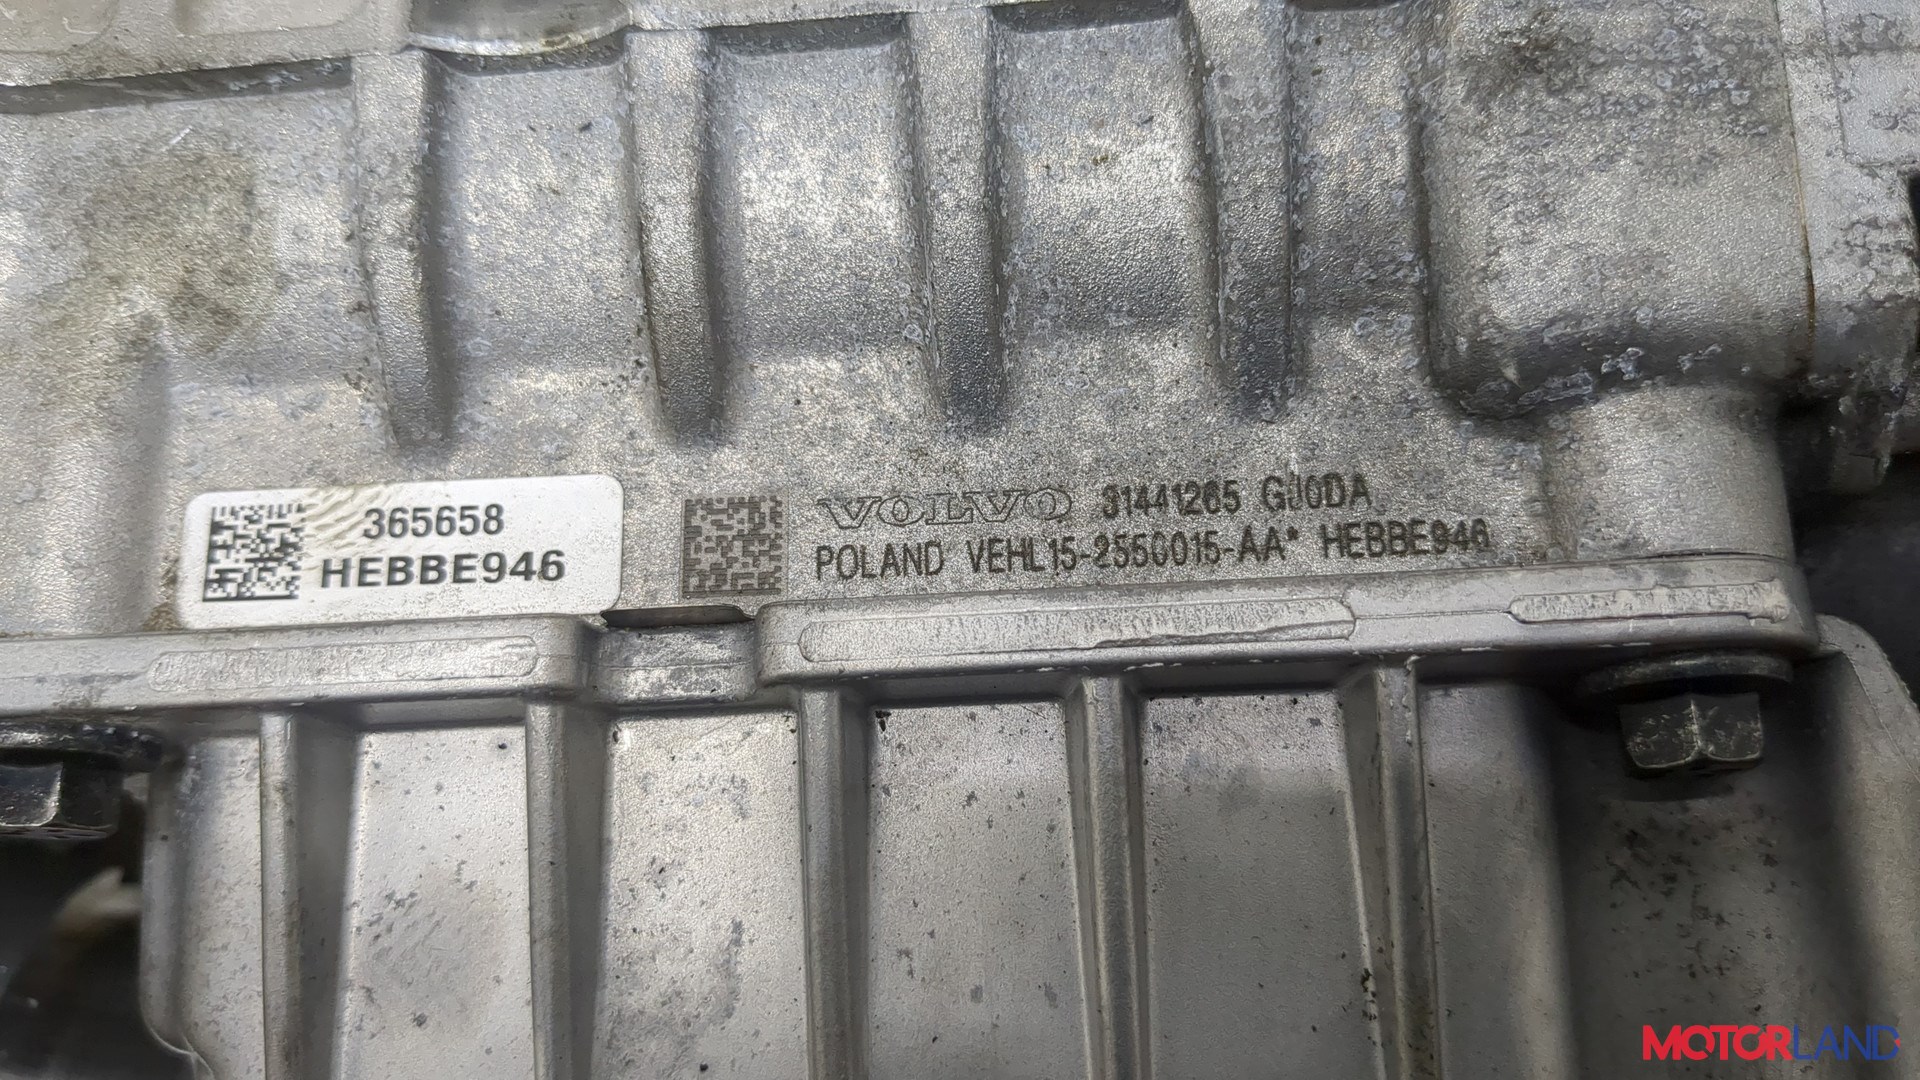 365658
HEBBE946
VOLVO 31441265 GJ0DA
POLAND VEHL15-2550015-AA* HEBBE946
MOTORLAND